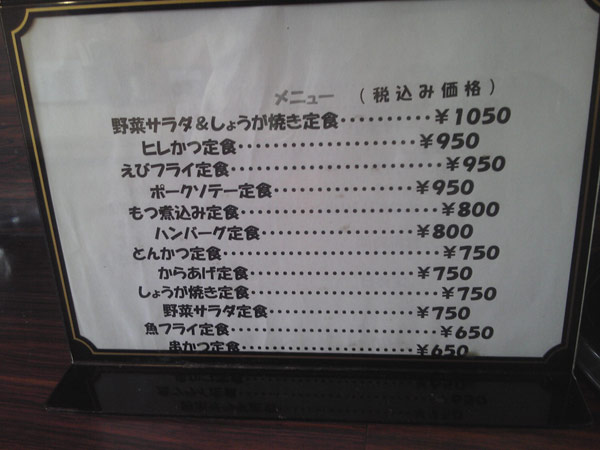 メニュー (税込み価格)
野菜サラダ&しょうが焼き定食・・・・・・・・・・¥1050
ヒレかつ定食・・・・・・・・・・・・・・・・・・・・¥950
えびフライ定食・・・・・・・・・・・・・・・・・・・・¥950
ポークソテー定食・・・・・・・・・・・・・・・・¥950
もつ煮込み定食・・・・・・・・・・・・・・・・・・・・¥800
ハンバーグ定食・・・・・・・・・・・・・・・・・・¥800
とんかつ定食・・・・・・・・・・・・・・・・・・・・・・¥750
からあげ定食・・・・・・・・・・・・・・・・・・・・¥750
しょうが焼き定食・・・・・・・・・・・・・・・・・・¥750
野菜サラダ定食・・・・・・・・・・・・・・・・・・¥750
魚フライ定食・・・・・・・・・・・・・・・・・・・・・・¥650
串かつ定食・・・・・・・・・・・・・・・・・・・・¥650